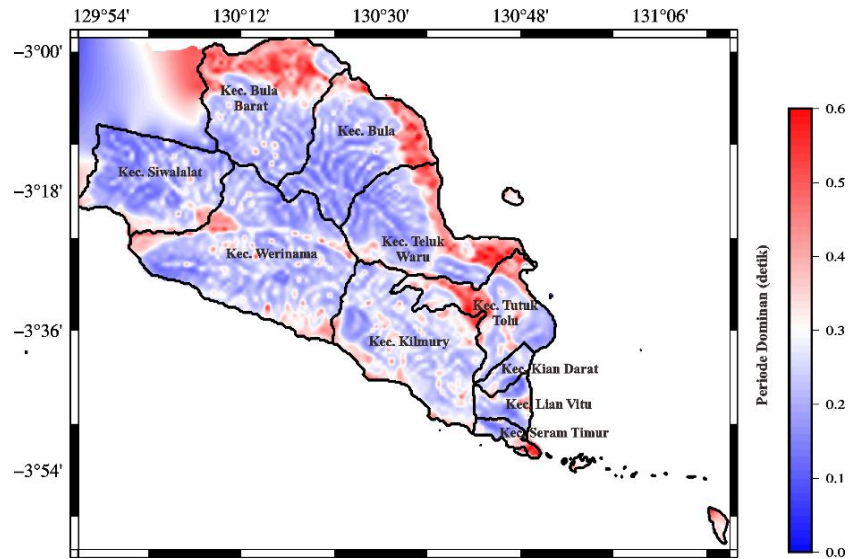 129˚54' 130˚12' 130˚30' 130˚48' 131˚06'
−3˚00'
−3˚18'
−3˚36'
−3˚54'
Kec. Bula
Barat
Kec. Bula
Kec. Siwalalat
Kec. Teluk
Waru
Kec. Werinama
Kec. Tutuk
Tolu
Kec. Kilmury
Kec. Kian Darat
Kec. Lian Vitu
Kec. Seram Timur
0.6
0.5
0.4
0.3
0.2
0.1
0.0
Periode Dominan (detik)